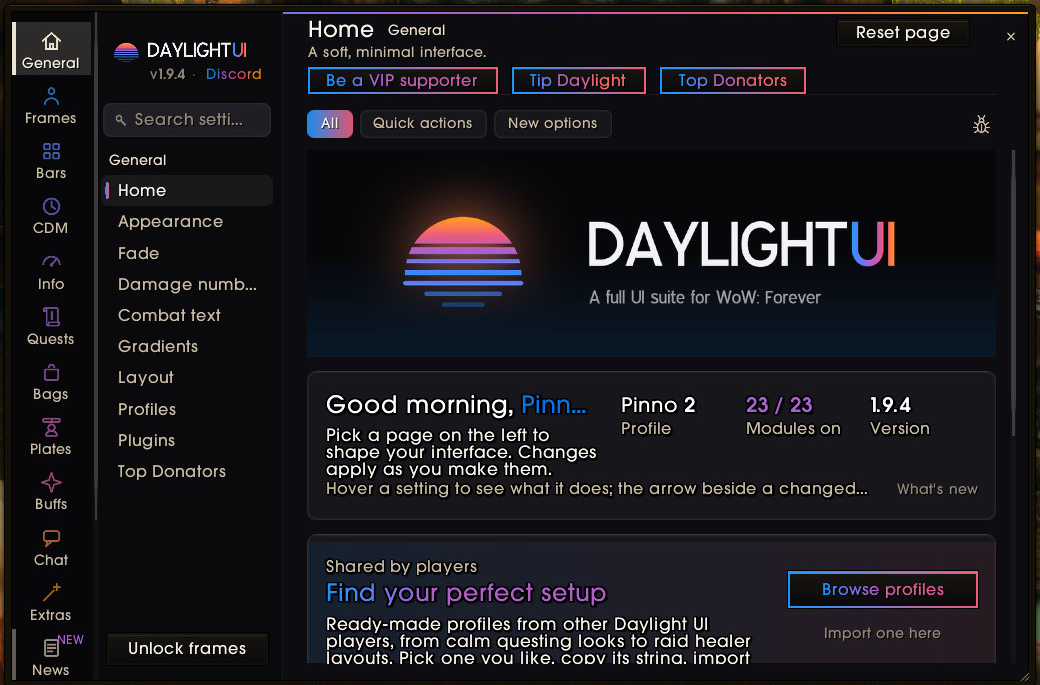 General
Frames
Bars
CDM
Info
Quests
Bags
Plates
Buffs
Chat
Extras
NEW
News
DAYLIGHTUI
v1.9.4 · Discord
Search setti...
General
Home
Appearance
Fade
Damage numb...
Combat text
Gradients
Layout
Profiles
Plugins
Top Donators
Unlock frames
Home General
A soft, minimal interface.
Reset page
×
Be a VIP supporter
Tip Daylight
Top Donators
All
Quick actions
New options
DAYLIGHTUI
A full UI suite for WoW: Forever
Good morning, Pinn...
Pick a page on the left to
shape your interface. Changes
apply as you make them.
Hover a setting to see what it does; the arrow beside a changed...
Pinno 2
Profile
23 / 23
Modules on
1.9.4
Version
What's new
Shared by players
Find your perfect setup
Ready-made profiles from other Daylight UI
players, from calm questing looks to raid healer
layouts. Pick one you like, copy its string, import
Browse profiles
Import one here